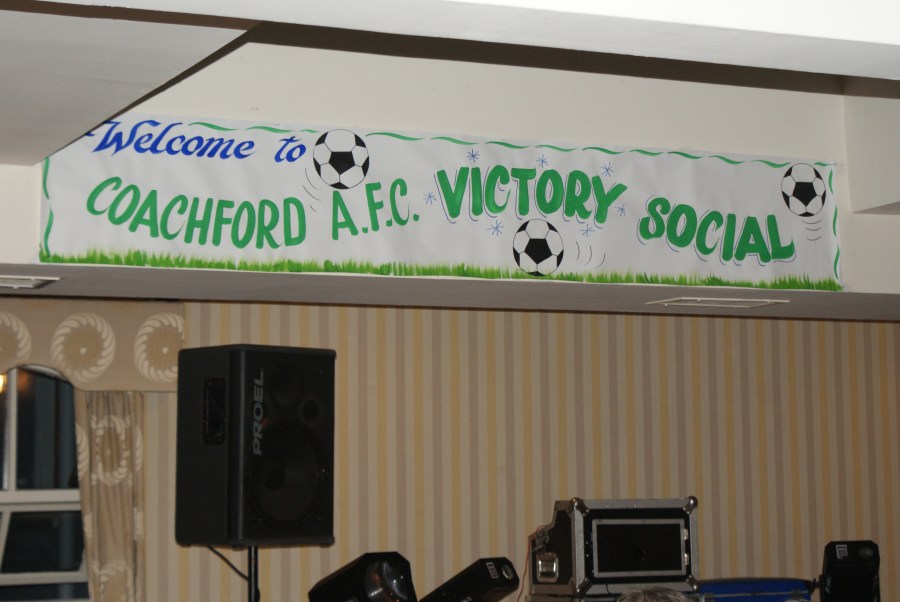 Welcome to
COACHFORD A.F.C. VICTORY SOCIAL
PROEL